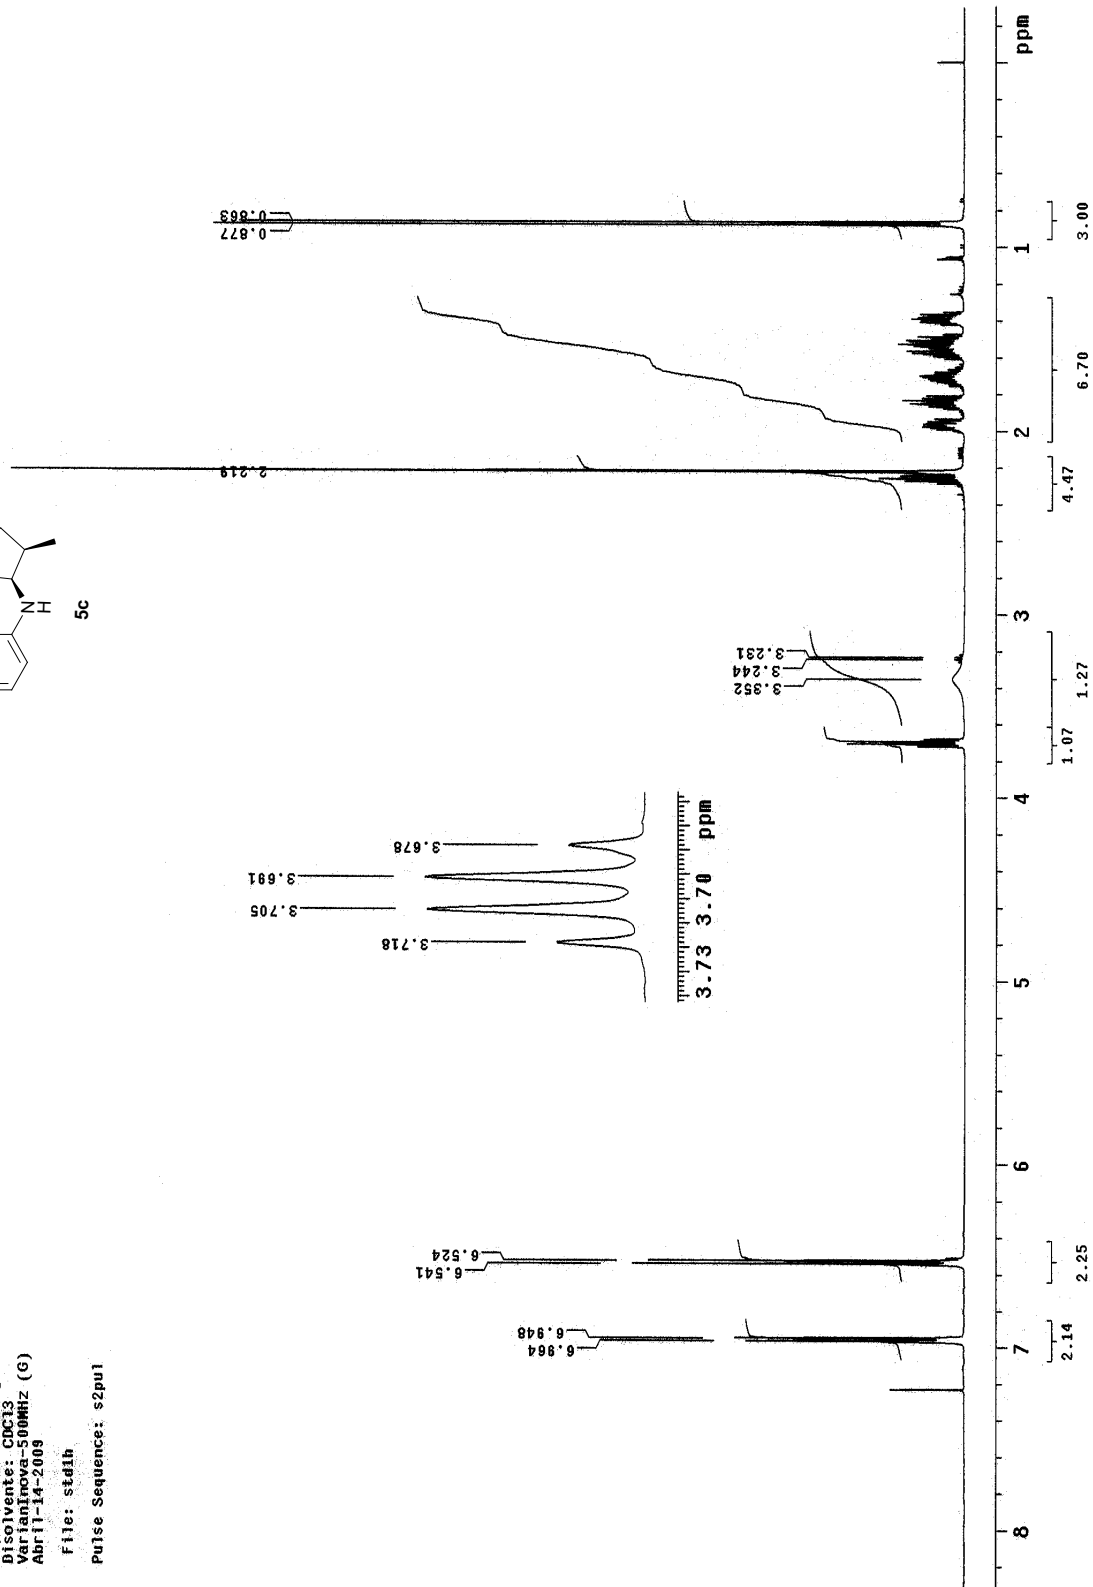 Disolvente: CDCl3
VarianInova-500MHz (G)
Abril-14-2009
File: std1h
Pulse Sequence: s2pul
N
H
5c
6.964
6.948
6.541
6.524
3.718
3.705
3.691
3.678
3.73 3.70 ppm
3.352
3.244
3.231
2.219
0.877
0.863
8 7 6 5 4 3 2 1 ppm
2.14
2.25
1.07
1.27
4.47
6.70
3.00